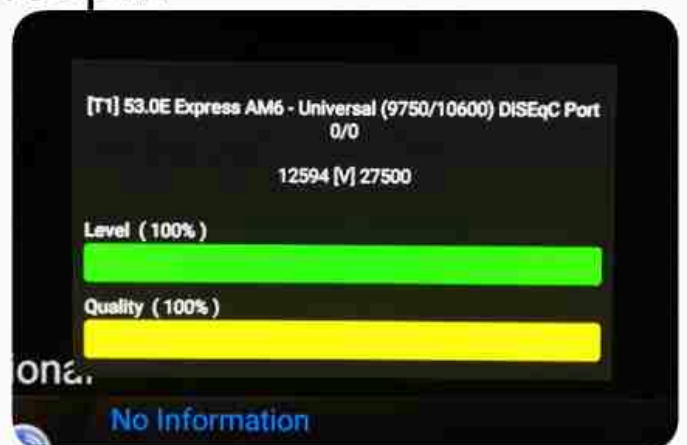 [T1] 53.0E Express AM6 - Universal (9750/10600) DISEqC Port
0/0
12594 [V] 27500
Level ( 100% )
Quality ( 100% )
No Information